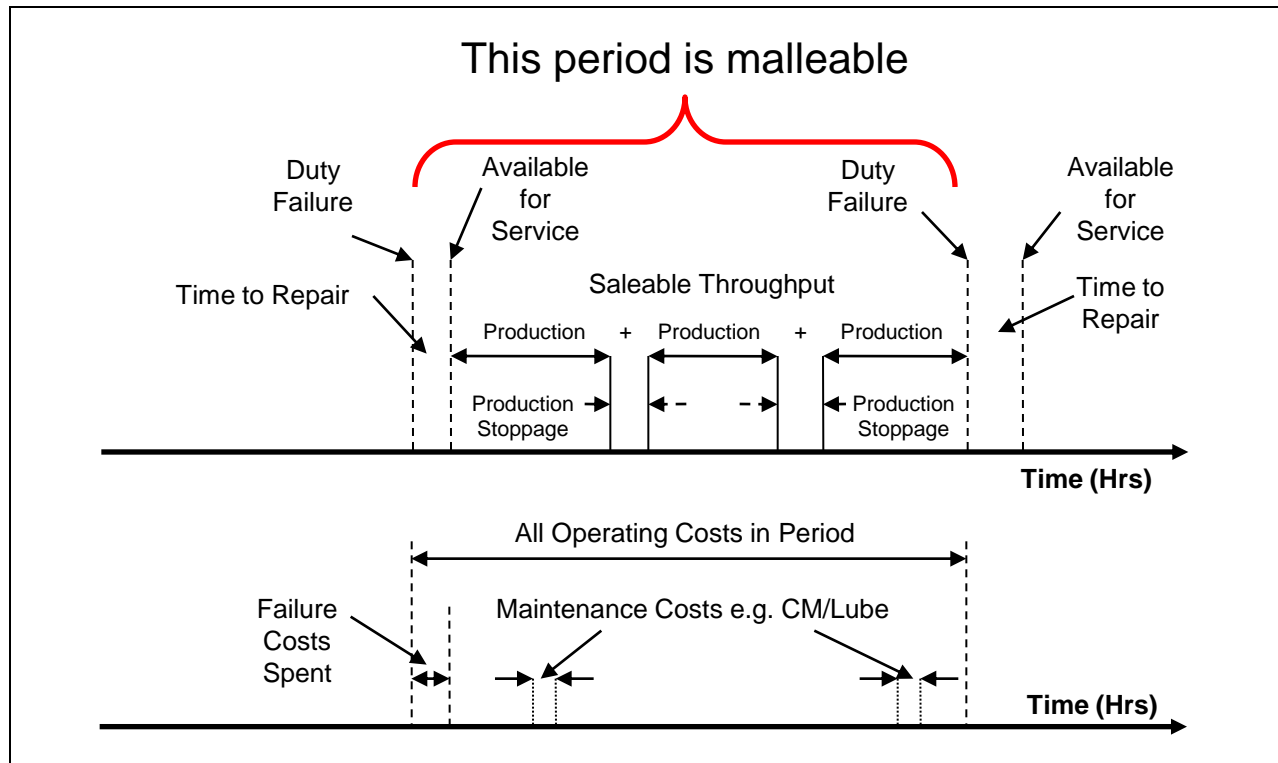 This period is malleable
Duty
Failure
Available
for
Service
Duty
Failure
Available
for
Service
Time to Repair
Saleable Throughput
Time to
Repair
Production + Production + Production
Production
Stoppage
Production
Stoppage
Time (Hrs)
All Operating Costs in Period
Failure
Costs
Spent
Maintenance Costs e.g. CM/Lube
Time (Hrs)